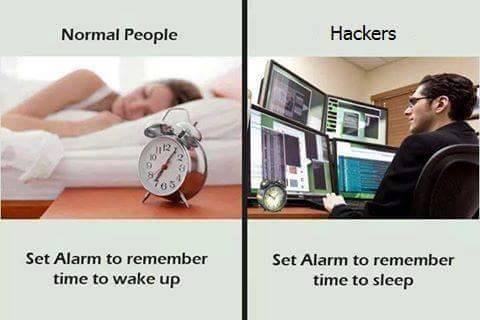 Normal People
Set Alarm to remember
time to wake up
Hackers
Set Alarm to remember
time to sleep